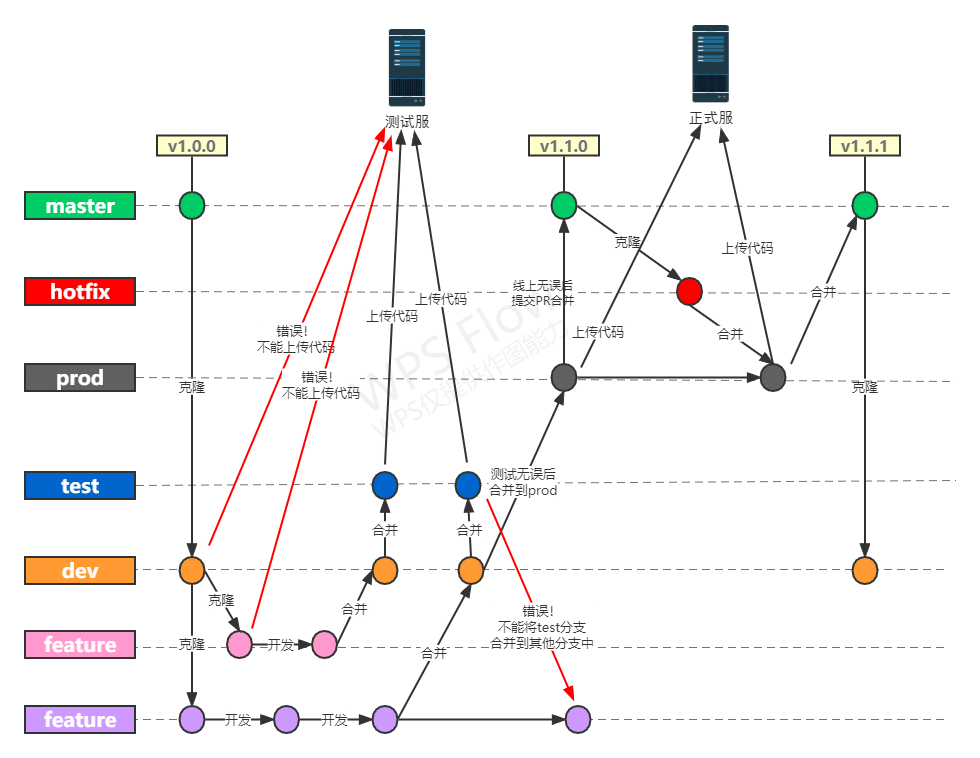 测试服
正式服
v1.0.0
v1.1.0
v1.1.1
master
克隆
上传代码
hotfix
线上无误后
提交PR合并
合并
上传代码
上传代码
错误!
不能上传代码
上传代码
合并
prod
错误!
不能上传代码
克隆
克隆
WPS Flow
WPS仅提供作图能力
test
测试无误后
合并到prod
合并
合并
dev
克隆
合并
错误!
不能将test分支
合并到其他分支中
feature
克隆
开发
合并
feature
开发
开发